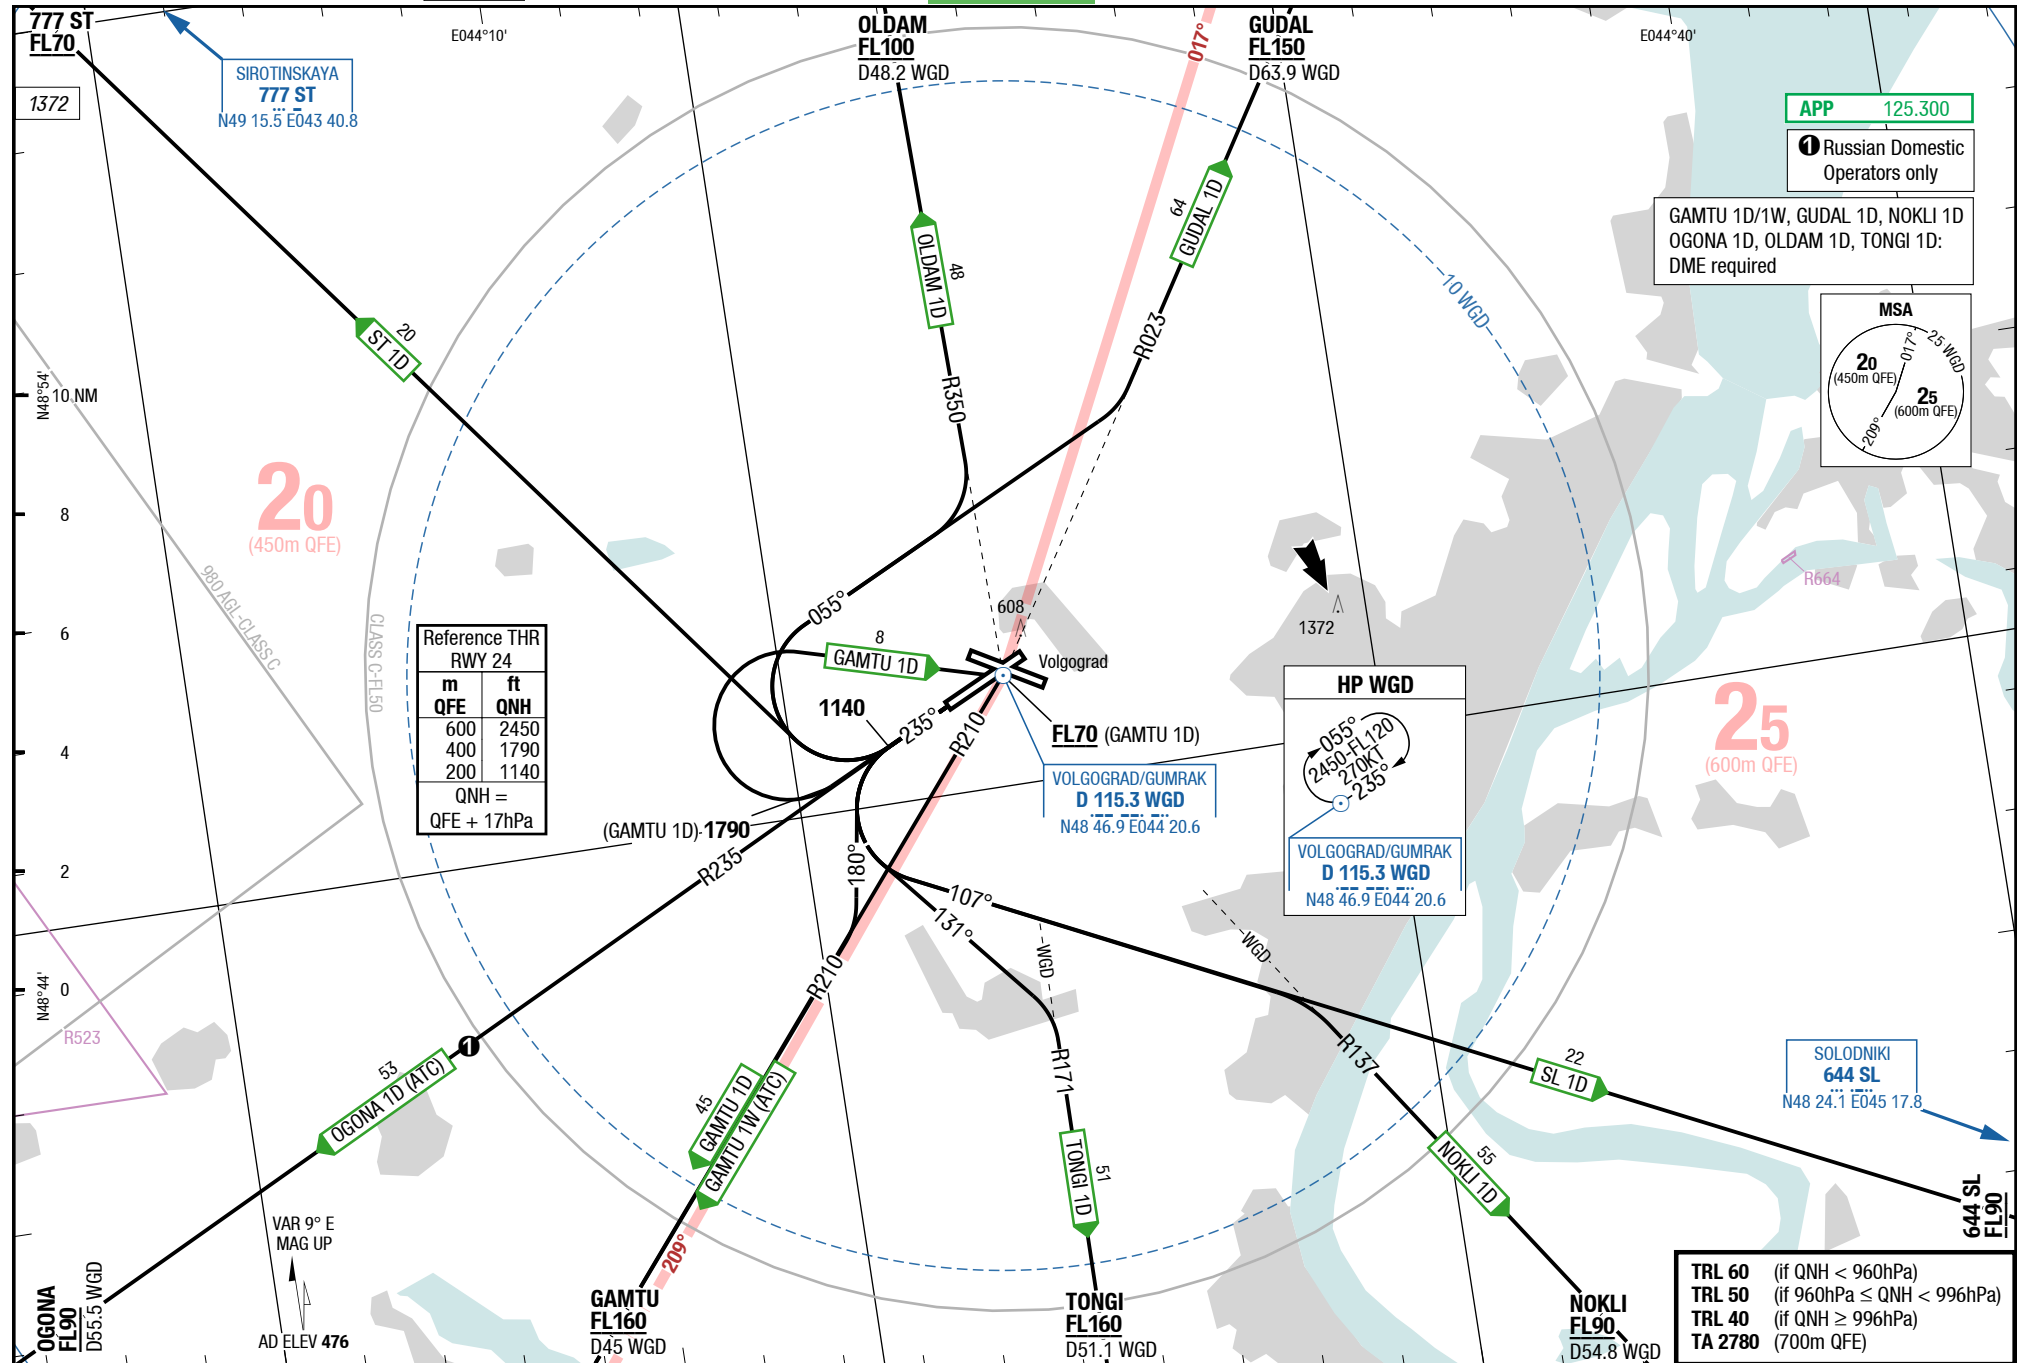 777 ST
FL70
E044°10'
OLDAM
FL100
D48.2 WGD
017°
GUDAL
FL150
D63.9 WGD
E044°40'
1372
SIROTINSKAYA
777 ST
N49 15.5 E043 40.8
APP 125.300
1 Russian Domestic
Operators only
GAMTU 1D/1W, GUDAL 1D, NOKLI 1D
OGONA 1D, OLDAM 1D, TONGI 1D:
DME required
MSA
017°
25 WGD
20
(450m QFE)
25
(600m QFE)
209°
64
GUDAL 1D
48
OLDAM 1D
10 WGD
20
ST 1D
R023
R350
N48°54'
10 NM
8
6
4
2
0
N48°44'
20
(450m QFE)
980 AGL-CLASS C
CLASS C-FL50
R664
055°
608
1372
8
GAMTU 1D
Volgograd
Reference THR
RWY 24
m ft
QFE QNH
600 2450
400 1790
200 1140
QNH =
QFE + 17hPa
1140
235°
R210
FL70 (GAMTU 1D)
VOLGOGRAD/GUMRAK
D 115.3 WGD
N48 46.9 E044 20.6
HP WGD
055°
2450-FL120
270KT
235°
VOLGOGRAD/GUMRAK
D 115.3 WGD
N48 46.9 E044 20.6
25
(600m QFE)
(GAMTU 1D) 1790
R235
180°
107°
131°
WGD
WGD
R210
R523
R137
R171
1
53
OGONA 1D (ATC)
45
GAMTU 1D
GAMTU 1W (ATC)
51
TONGI 1D
55
NOKLI 1D
22
SL 1D
SOLODNIKI
644 SL
N48 24.1 E045 17.8
644 SL
FL90
VAR 9° E
MAG UP
AD ELEV 476
209°
OGONA
FL90
D55.5 WGD
GAMTU
FL160
D45 WGD
TONGI
FL160
D51.1 WGD
NOKLI
FL90
D54.8 WGD
TRL 60 (if QNH < 960hPa)
TRL 50 (if 960hPa ≤ QNH < 996hPa)
TRL 40 (if QNH ≥ 996hPa)
TA 2780 (700m QFE)